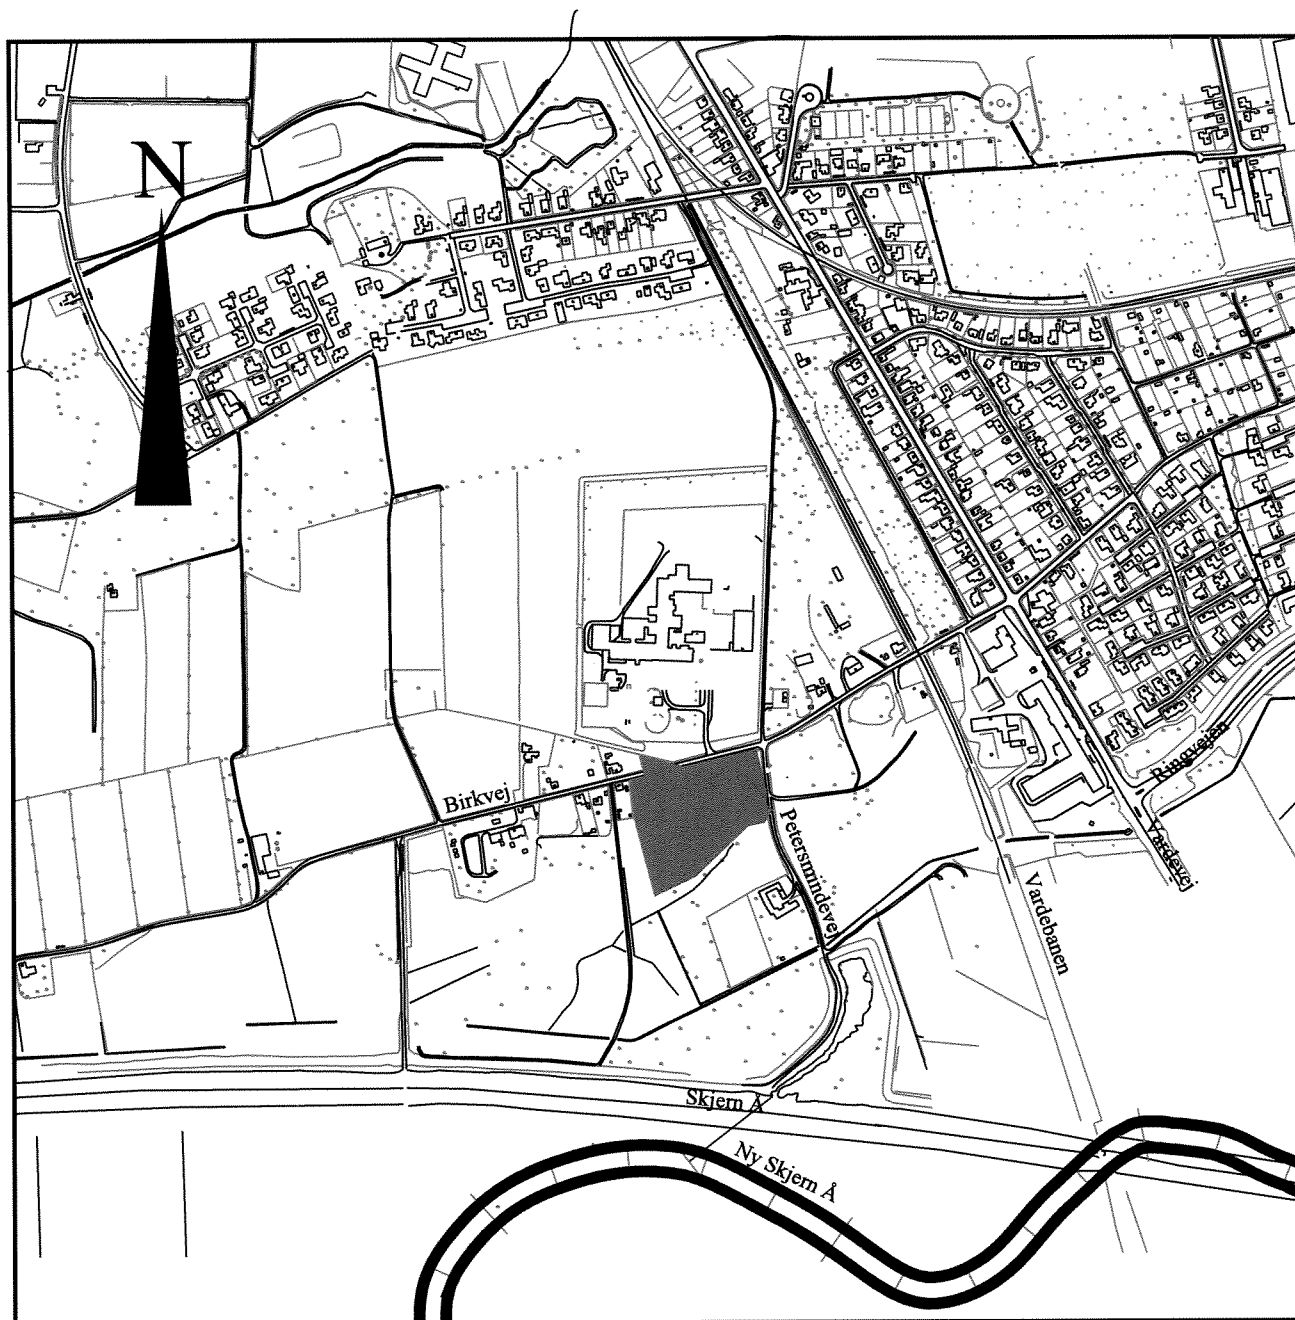 N
Ringvejen
Birkvej
Petersmindevej
Vardevej
Vardebanen
Skjern Å
Ny Skjern Å